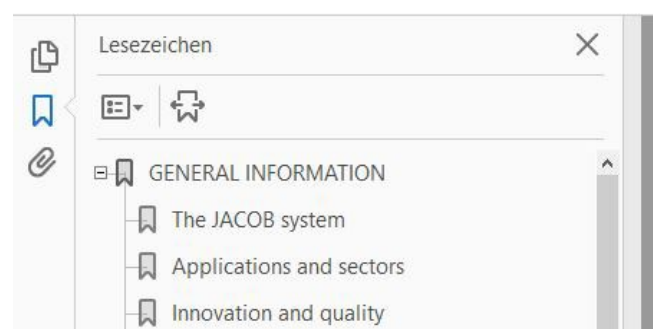 Lesezeichen
GENERAL INFORMATION
The JACOB system
Applications and sectors
Innovation and quality